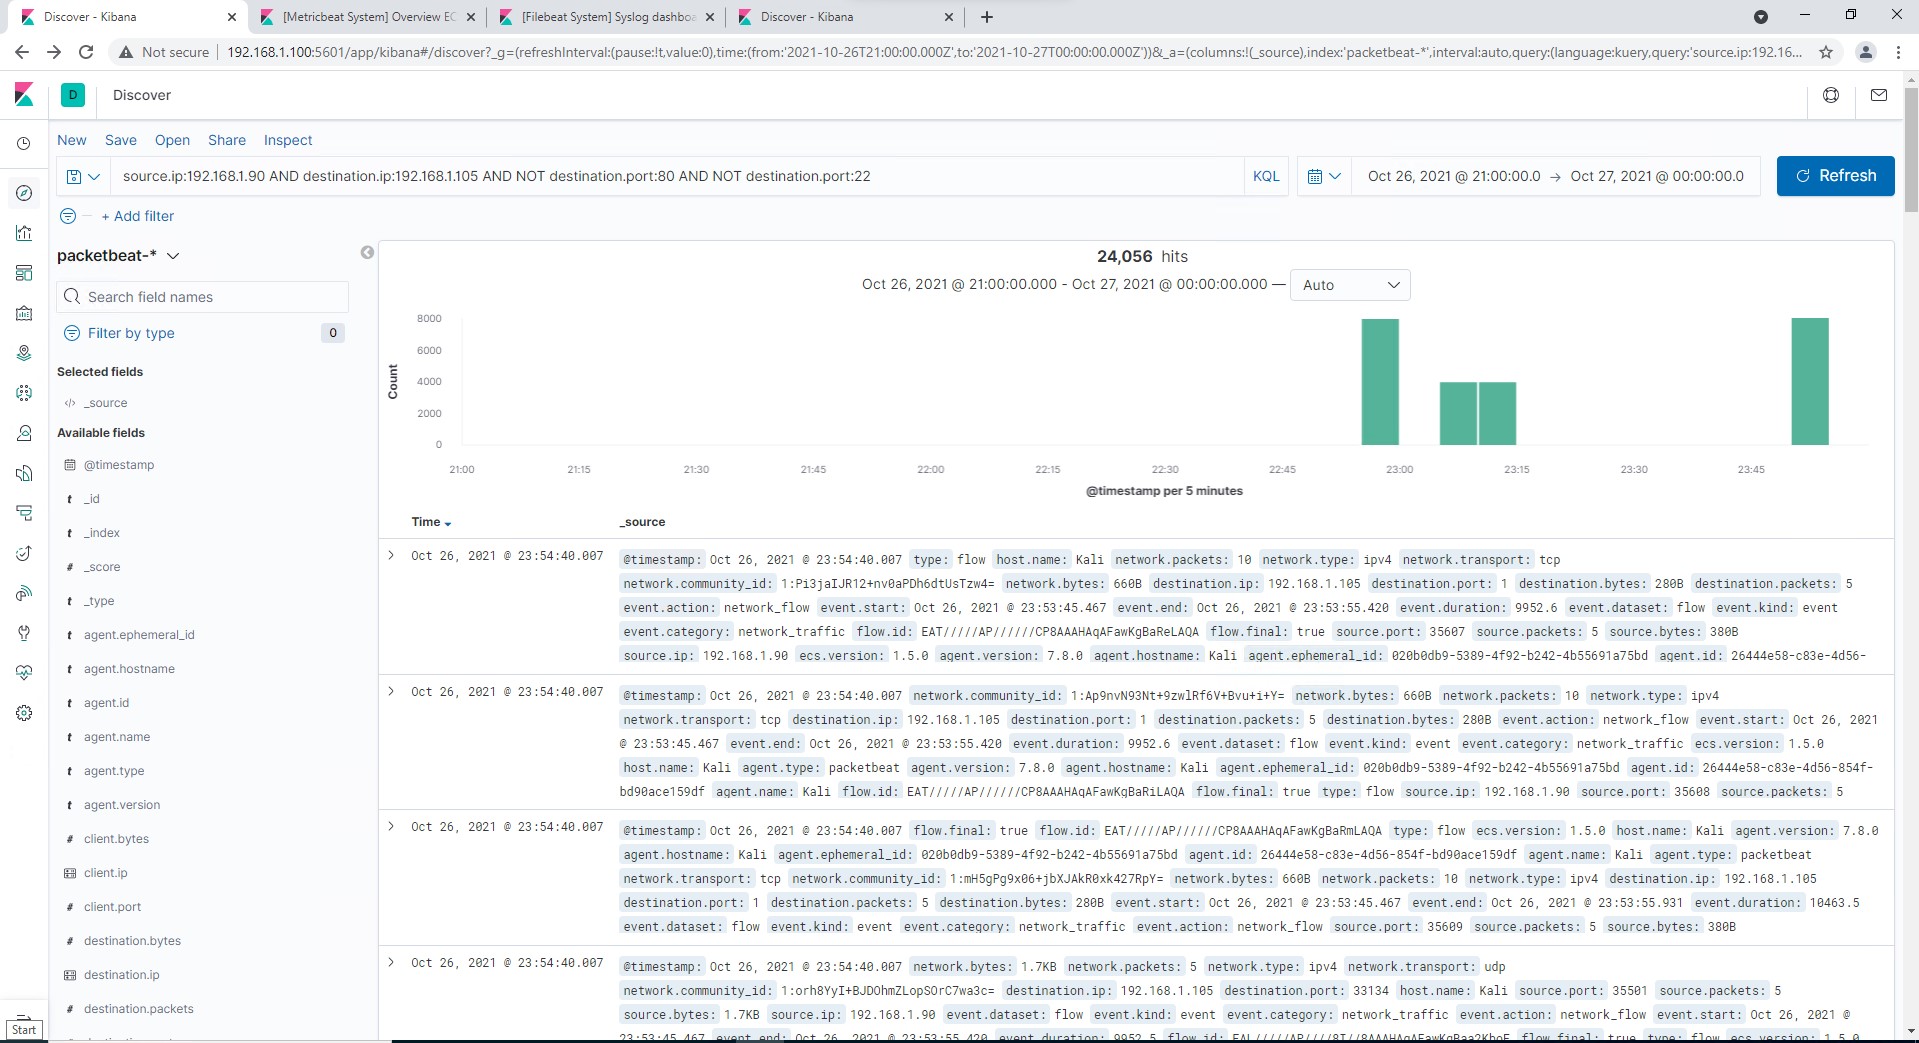 Discover - Kibana
[Metricbeat System] Overview EC
[Filebeat System] Syslog dashboa
Discover - Kibana
Not secure
192.168.1.100:5601/app/kibana#/discover?_g=(refreshInterval:(pause:!t,value:0),time:(from:'2021-10-26T21:00:00.000Z',to:'2021-10-27T00:00:00.000Z'))&_a=(columns:!(_source),index:'packetbeat-*',interval:auto,query:(language:kuery,query:'source.ip:192.16...
D Discover
New Save Open Share Inspect
source.ip:192.168.1.90 AND destination.ip:192.168.1.105 AND NOT destination.port:80 AND NOT destination.port:22
KQL
Oct 26, 2021 @ 21:00:00.0 → Oct 27, 2021 @ 00:00:00.0
Refresh
+ Add filter
packetbeat-*
Search field names
Filter by type 0
Selected fields
_source
Available fields
@timestamp
t _id
t _index
# _score
t _type
t agent.ephemeral_id
t agent.hostname
t agent.id
t agent.name
t agent.type
t agent.version
# client.bytes
client.ip
# client.port
# destination.bytes
destination.ip
# destination.packets
Start
24,056 hits
Oct 26, 2021 @ 21:00:00.000 - Oct 27, 2021 @ 00:00:00.000 — Auto
Count
8000
6000
4000
2000
0
21:00 21:15 21:30 21:45 22:00 22:15 22:30 22:45 23:00 23:15 23:30 23:45
@timestamp per 5 minutes
Time _source
Oct 26, 2021 @ 23:54:40.007
@timestamp: Oct 26, 2021 @ 23:54:40.007 type: flow host.name: Kali network.packets: 10 network.type: ipv4 network.transport: tcp
network.community_id: 1:Pi3jaIJR12+nv0aPDh6dtUsTzw4= network.bytes: 660B destination.ip: 192.168.1.105 destination.port: 1 destination.bytes: 280B destination.packets: 5
event.action: network_flow event.start: Oct 26, 2021 @ 23:53:45.467 event.end: Oct 26, 2021 @ 23:53:55.420 event.duration: 9952.6 event.dataset: flow event.kind: event
event.category: network_traffic flow.id: EAT/////AP//////CP8AAAHAqAFawKgBaReLAQA flow.final: true source.port: 35607 source.packets: 5 source.bytes: 380B
source.ip: 192.168.1.90 ecs.version: 1.5.0 agent.version: 7.8.0 agent.hostname: Kali agent.ephemeral_id: 020b0db9-5389-4f92-b242-4b55691a75bd agent.id: 26444e58-c83e-4d56-
Oct 26, 2021 @ 23:54:40.007
@timestamp: Oct 26, 2021 @ 23:54:40.007 network.community_id: 1:Ap9nvN93Nt+9zwlRf6V+Bvu+i+Y= network.bytes: 660B network.packets: 10 network.type: ipv4
network.transport: tcp destination.ip: 192.168.1.105 destination.port: 1 destination.packets: 5 destination.bytes: 280B event.action: network_flow event.start: Oct 26, 2021
@ 23:53:45.467 event.end: Oct 26, 2021 @ 23:53:55.420 event.duration: 9952.6 event.dataset: flow event.kind: event event.category: network_traffic ecs.version: 1.5.0
host.name: Kali agent.type: packetbeat agent.version: 7.8.0 agent.hostname: Kali agent.ephemeral_id: 020b0db9-5389-4f92-b242-4b55691a75bd agent.id: 26444e58-c83e-4d56-854f-
bd90ace159df agent.name: Kali flow.id: EAT/////AP//////CP8AAAHAqAFawKgBaRiLAQA flow.final: true type: flow source.ip: 192.168.1.90 source.port: 35608 source.packets: 5
Oct 26, 2021 @ 23:54:40.007
@timestamp: Oct 26, 2021 @ 23:54:40.007 flow.final: true flow.id: EAT/////AP//////CP8AAAHAqAFawKgBaRmLAQA type: flow ecs.version: 1.5.0 host.name: Kali agent.version: 7.8.0
agent.hostname: Kali agent.ephemeral_id: 020b0db9-5389-4f92-b242-4b55691a75bd agent.id: 26444e58-c83e-4d56-854f-bd90ace159df agent.name: Kali agent.type: packetbeat
network.transport: tcp network.community_id: 1:mH5gPg9x06+jbXJAkR0xk427RpY= network.bytes: 660B network.packets: 10 network.type: ipv4 destination.ip: 192.168.1.105
destination.port: 1 destination.packets: 5 destination.bytes: 280B event.start: Oct 26, 2021 @ 23:53:45.467 event.end: Oct 26, 2021 @ 23:53:55.931 event.duration: 10463.5
event.dataset: flow event.kind: event event.category: network_traffic event.action: network_flow source.port: 35609 source.packets: 5 source.bytes: 380B
Oct 26, 2021 @ 23:54:40.007
@timestamp: Oct 26, 2021 @ 23:54:40.007 network.bytes: 1.7KB network.packets: 5 network.type: ipv4 network.transport: udp
network.community_id: 1:orh8YyI+BJDOhmZLopSOrC7wa3c= destination.ip: 192.168.1.105 destination.port: 33134 host.name: Kali source.port: 35501 source.packets: 5
source.bytes: 1.7KB source.ip: 192.168.1.90 event.dataset: flow event.kind: event event.category: network_traffic event.action: network_flow event.start: Oct 26, 2021 @
23:53:45.467 event.end: Oct 26, 2021 @ 23:53:55.420 event.duration: 9952.5 flow.final: true type: flow ecs.version: 1.5.0